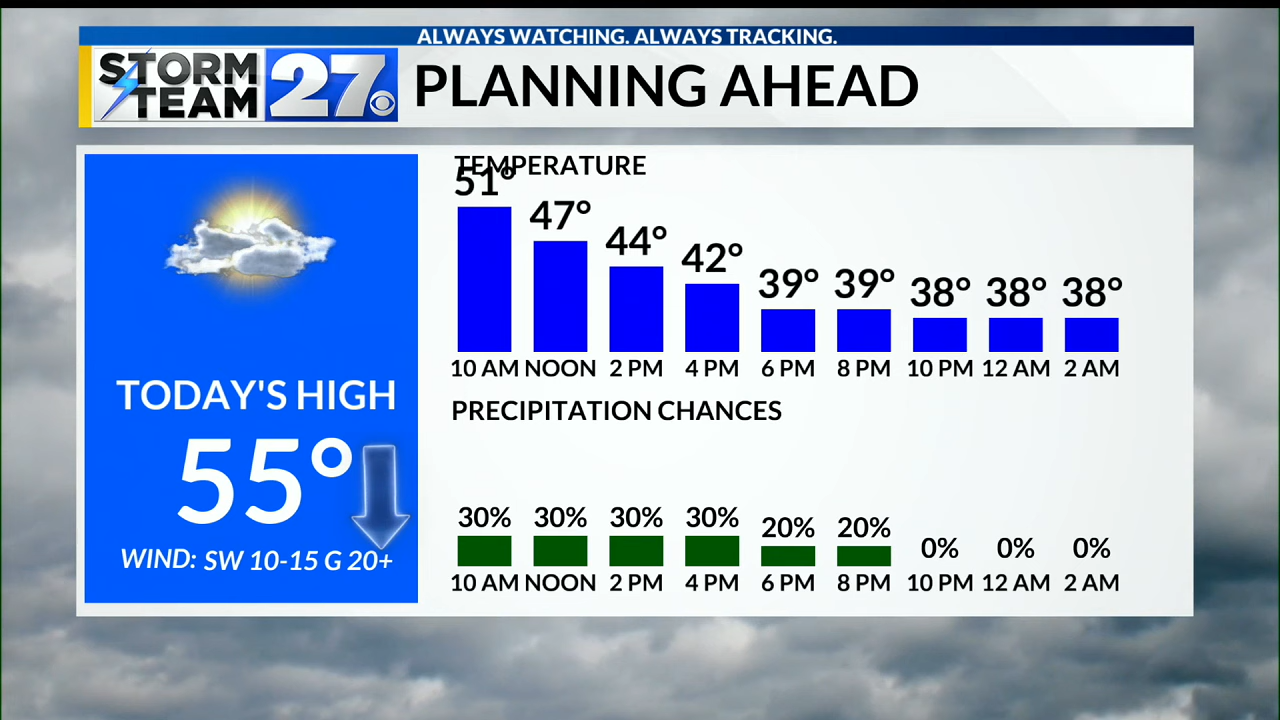 ALWAYS WATCHING. ALWAYS TRACKING.
STORM
TEAM
27
PLANNING AHEAD
TODAY'S HIGH
55°
WIND: SW 10-15 G 20+
TEMPERATURE
51° 47° 44° 42° 39° 39° 38° 38° 38°
10 AM NOON 2 PM 4 PM 6 PM 8 PM 10 PM 12 AM 2 AM
PRECIPITATION CHANCES
30% 30% 30% 30% 20% 20% 0% 0% 0%
10 AM NOON 2 PM 4 PM 6 PM 8 PM 10 PM 12 AM 2 AM